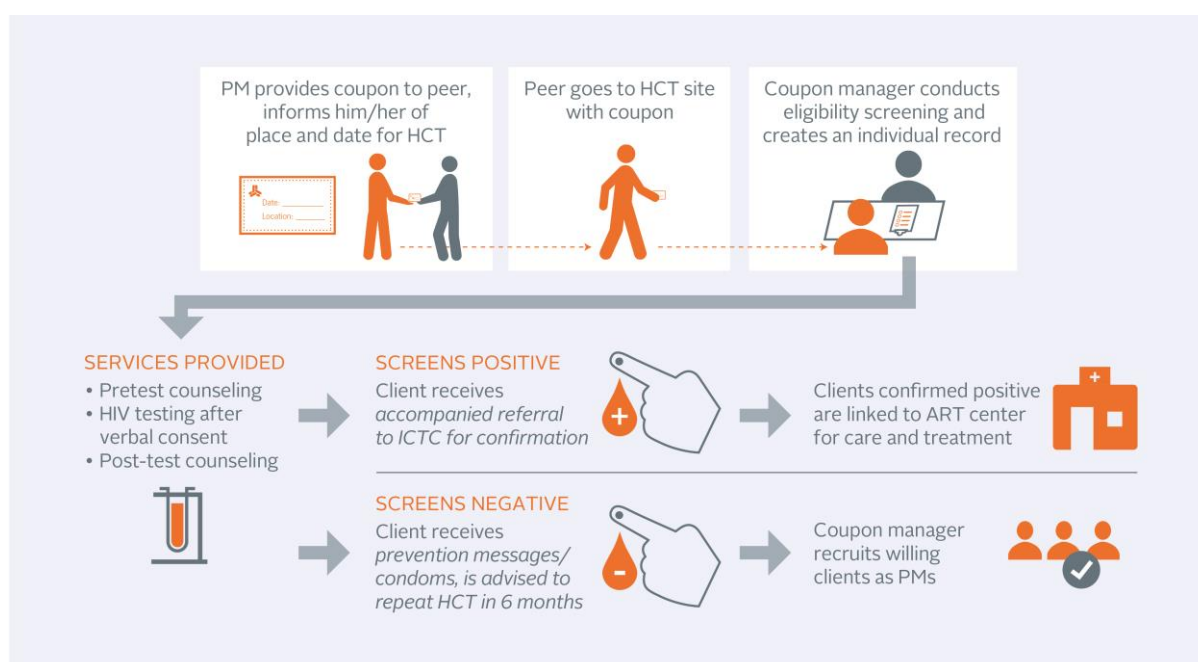 PM provides coupon to peer,
informs him/her of
place and date for HCT
Date: ________
Location: ________
Peer goes to HCT site
with coupon
Coupon manager conducts
eligibility screening and
creates an individual record
SERVICES PROVIDED
• Pretest counseling
• HIV testing after
verbal consent
• Post-test counseling
SCREENS POSITIVE
Client receives
accompanied referral
to ICTC for confirmation
+
Clients confirmed positive
are linked to ART center
for care and treatment
+
SCREENS NEGATIVE
Client receives
prevention messages/
condoms, is advised to
repeat HCT in 6 months
-
Coupon manager
recruits willing
clients as PMs